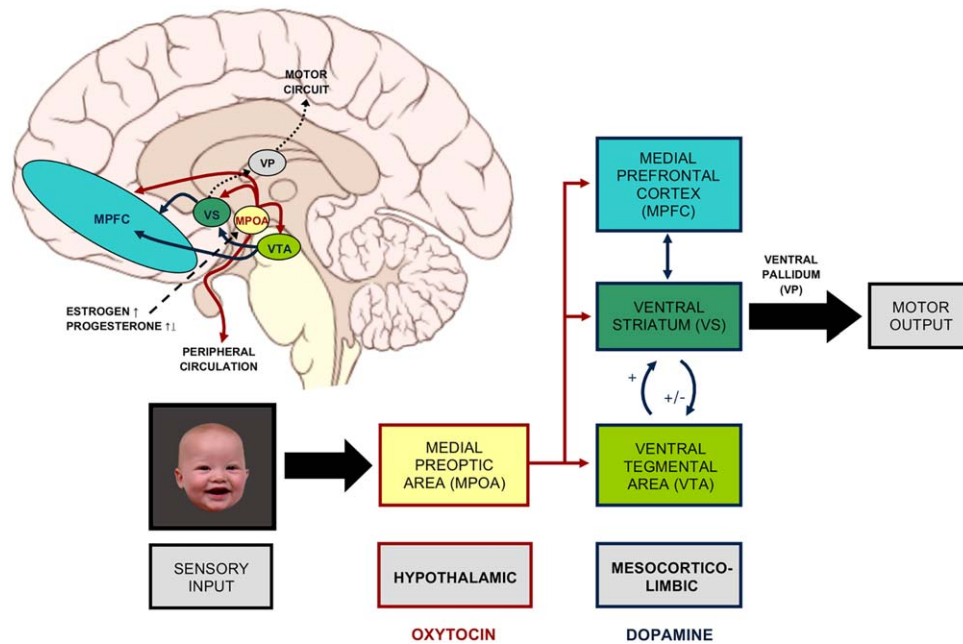 MOTOR
CIRCUIT
VP
MPFC
VS
MPOA
VTA
ESTROGEN ↑
PROGESTERONE ↑↓
PERIPHERAL
CIRCULATION
MEDIAL
PREFRONTAL
CORTEX
(MPFC)
VENTRAL
STRIATUM (VS)
VENTRAL
PALLIDUM
(VP)
MOTOR
OUTPUT
+
+/-
MEDIAL
PREOPTIC
AREA (MPOA)
VENTRAL
TEGMENTAL
AREA (VTA)
SENSORY
INPUT
HYPOTHALAMIC
MESOCORTICO-
LIMBIC
OXYTOCIN
DOPAMINE